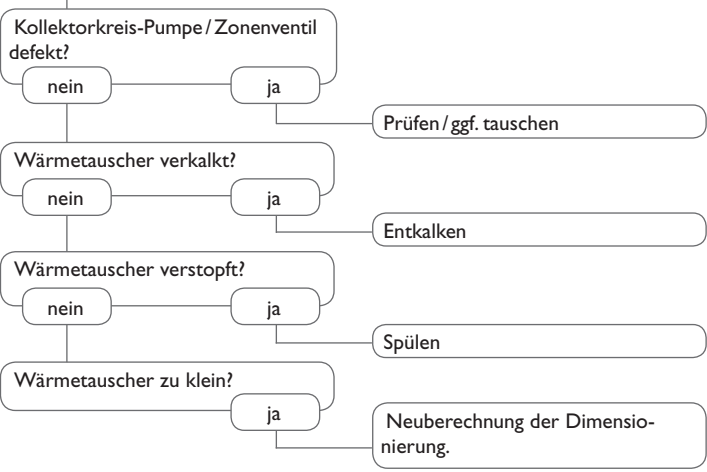 Kollektorkreis-Pumpe/Zonenventil
defekt?
nein
ja
Prüfen/ggf. tauschen
Wärmetauscher verkalkt?
nein
ja
Entkalken
Wärmetauscher verstopft?
nein
ja
Spülen
Wärmetauscher zu klein?
ja
Neuberechnung der Dimensio-
nierung.